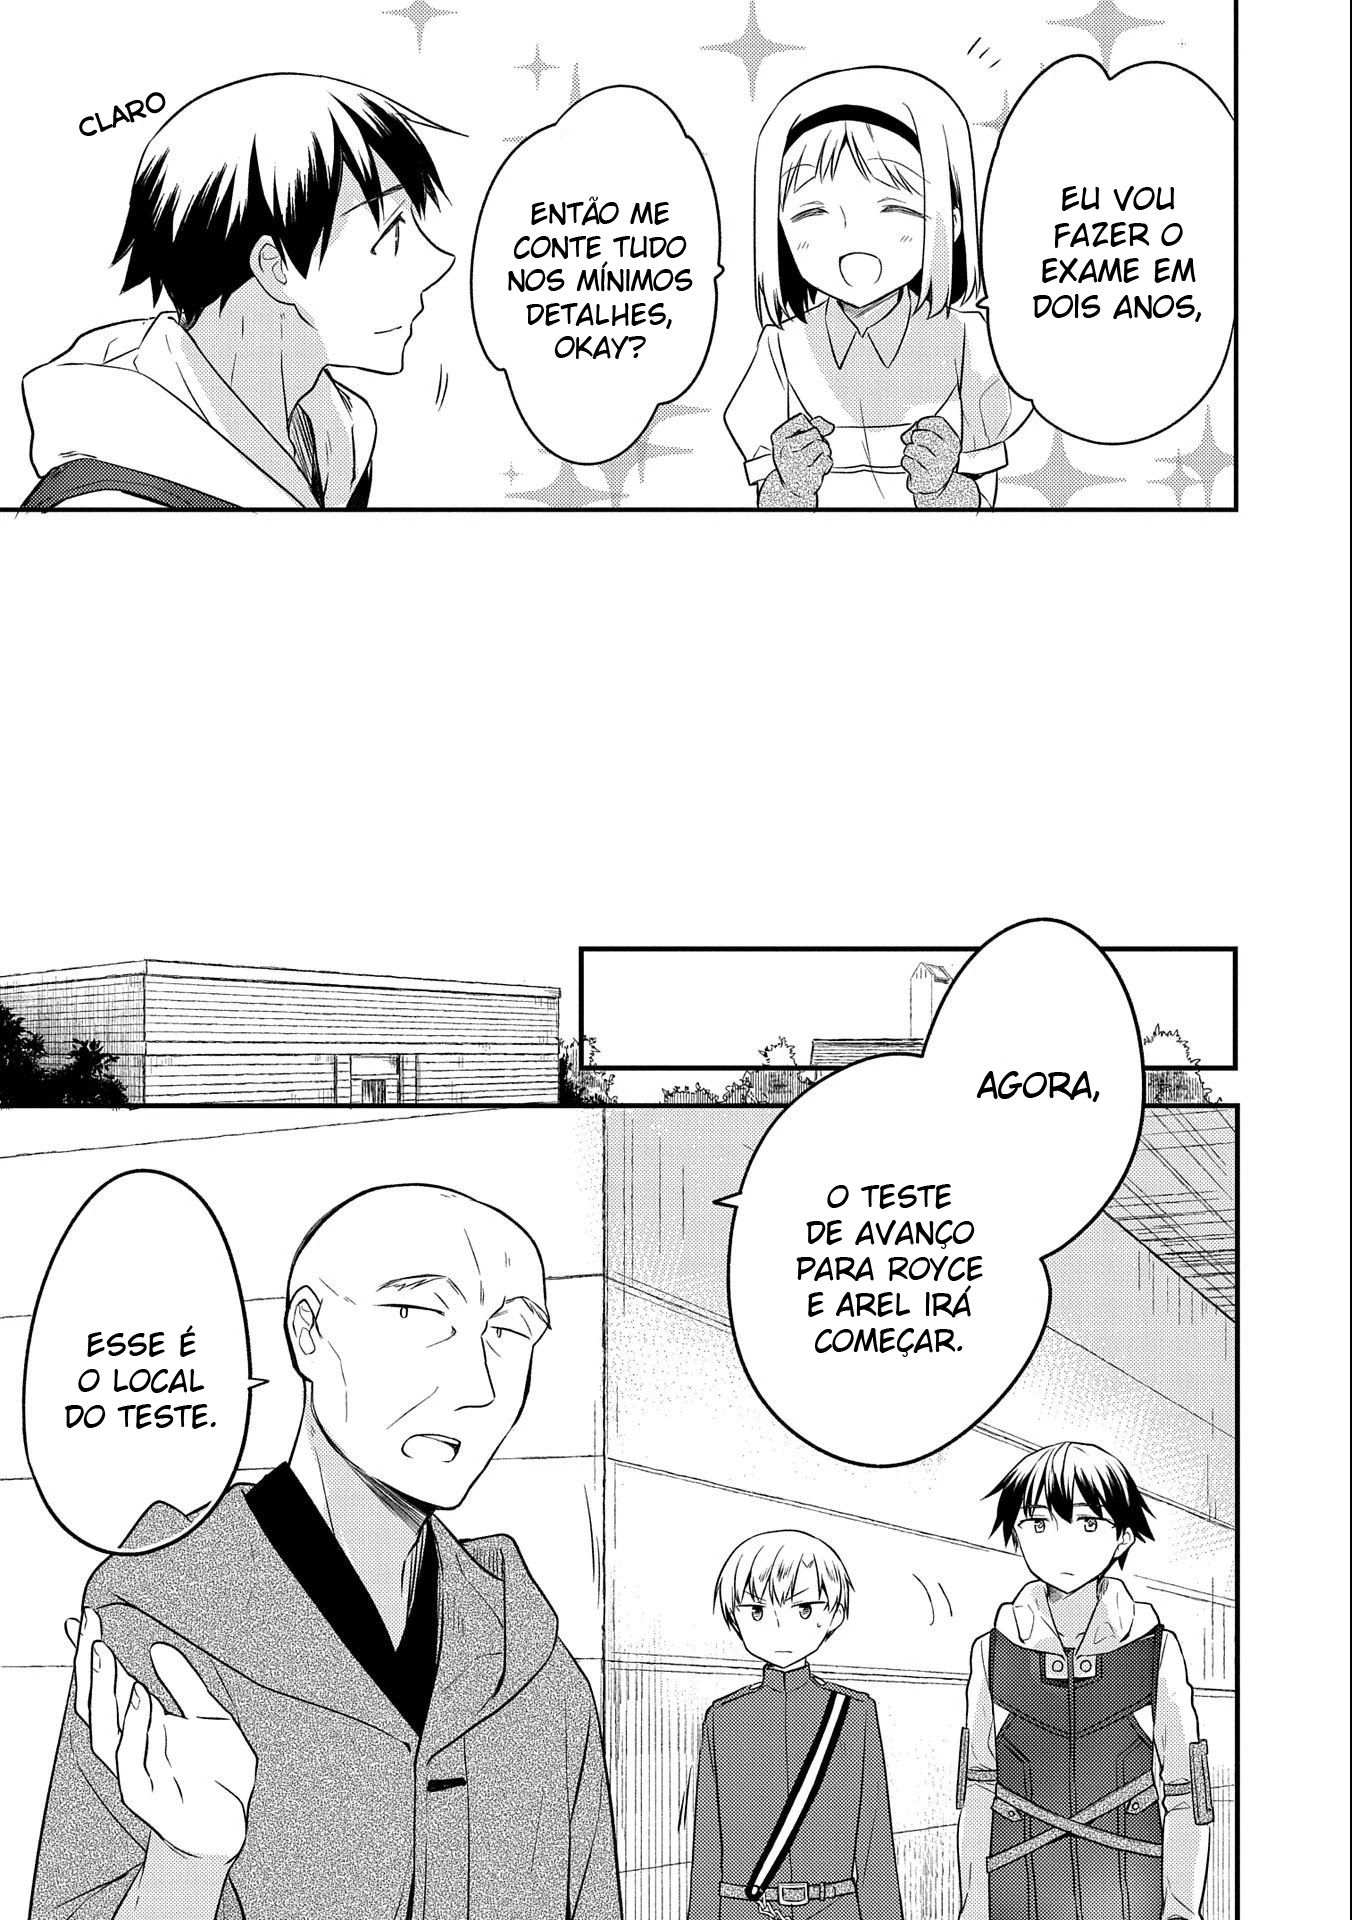 EU VOU
FAZER O
EXAME EM
DOIS ANOS,
ENTÃO ME
CONTE TUDO
NOS MÍNIMOS
DETALHES,
OKAY?
CLARO
AGORA,
O TESTE
DE AVANÇO
PARA ROYCE
E AREL IRÁ
COMEÇAR.
ESSE É
O LOCAL
DO TESTE.